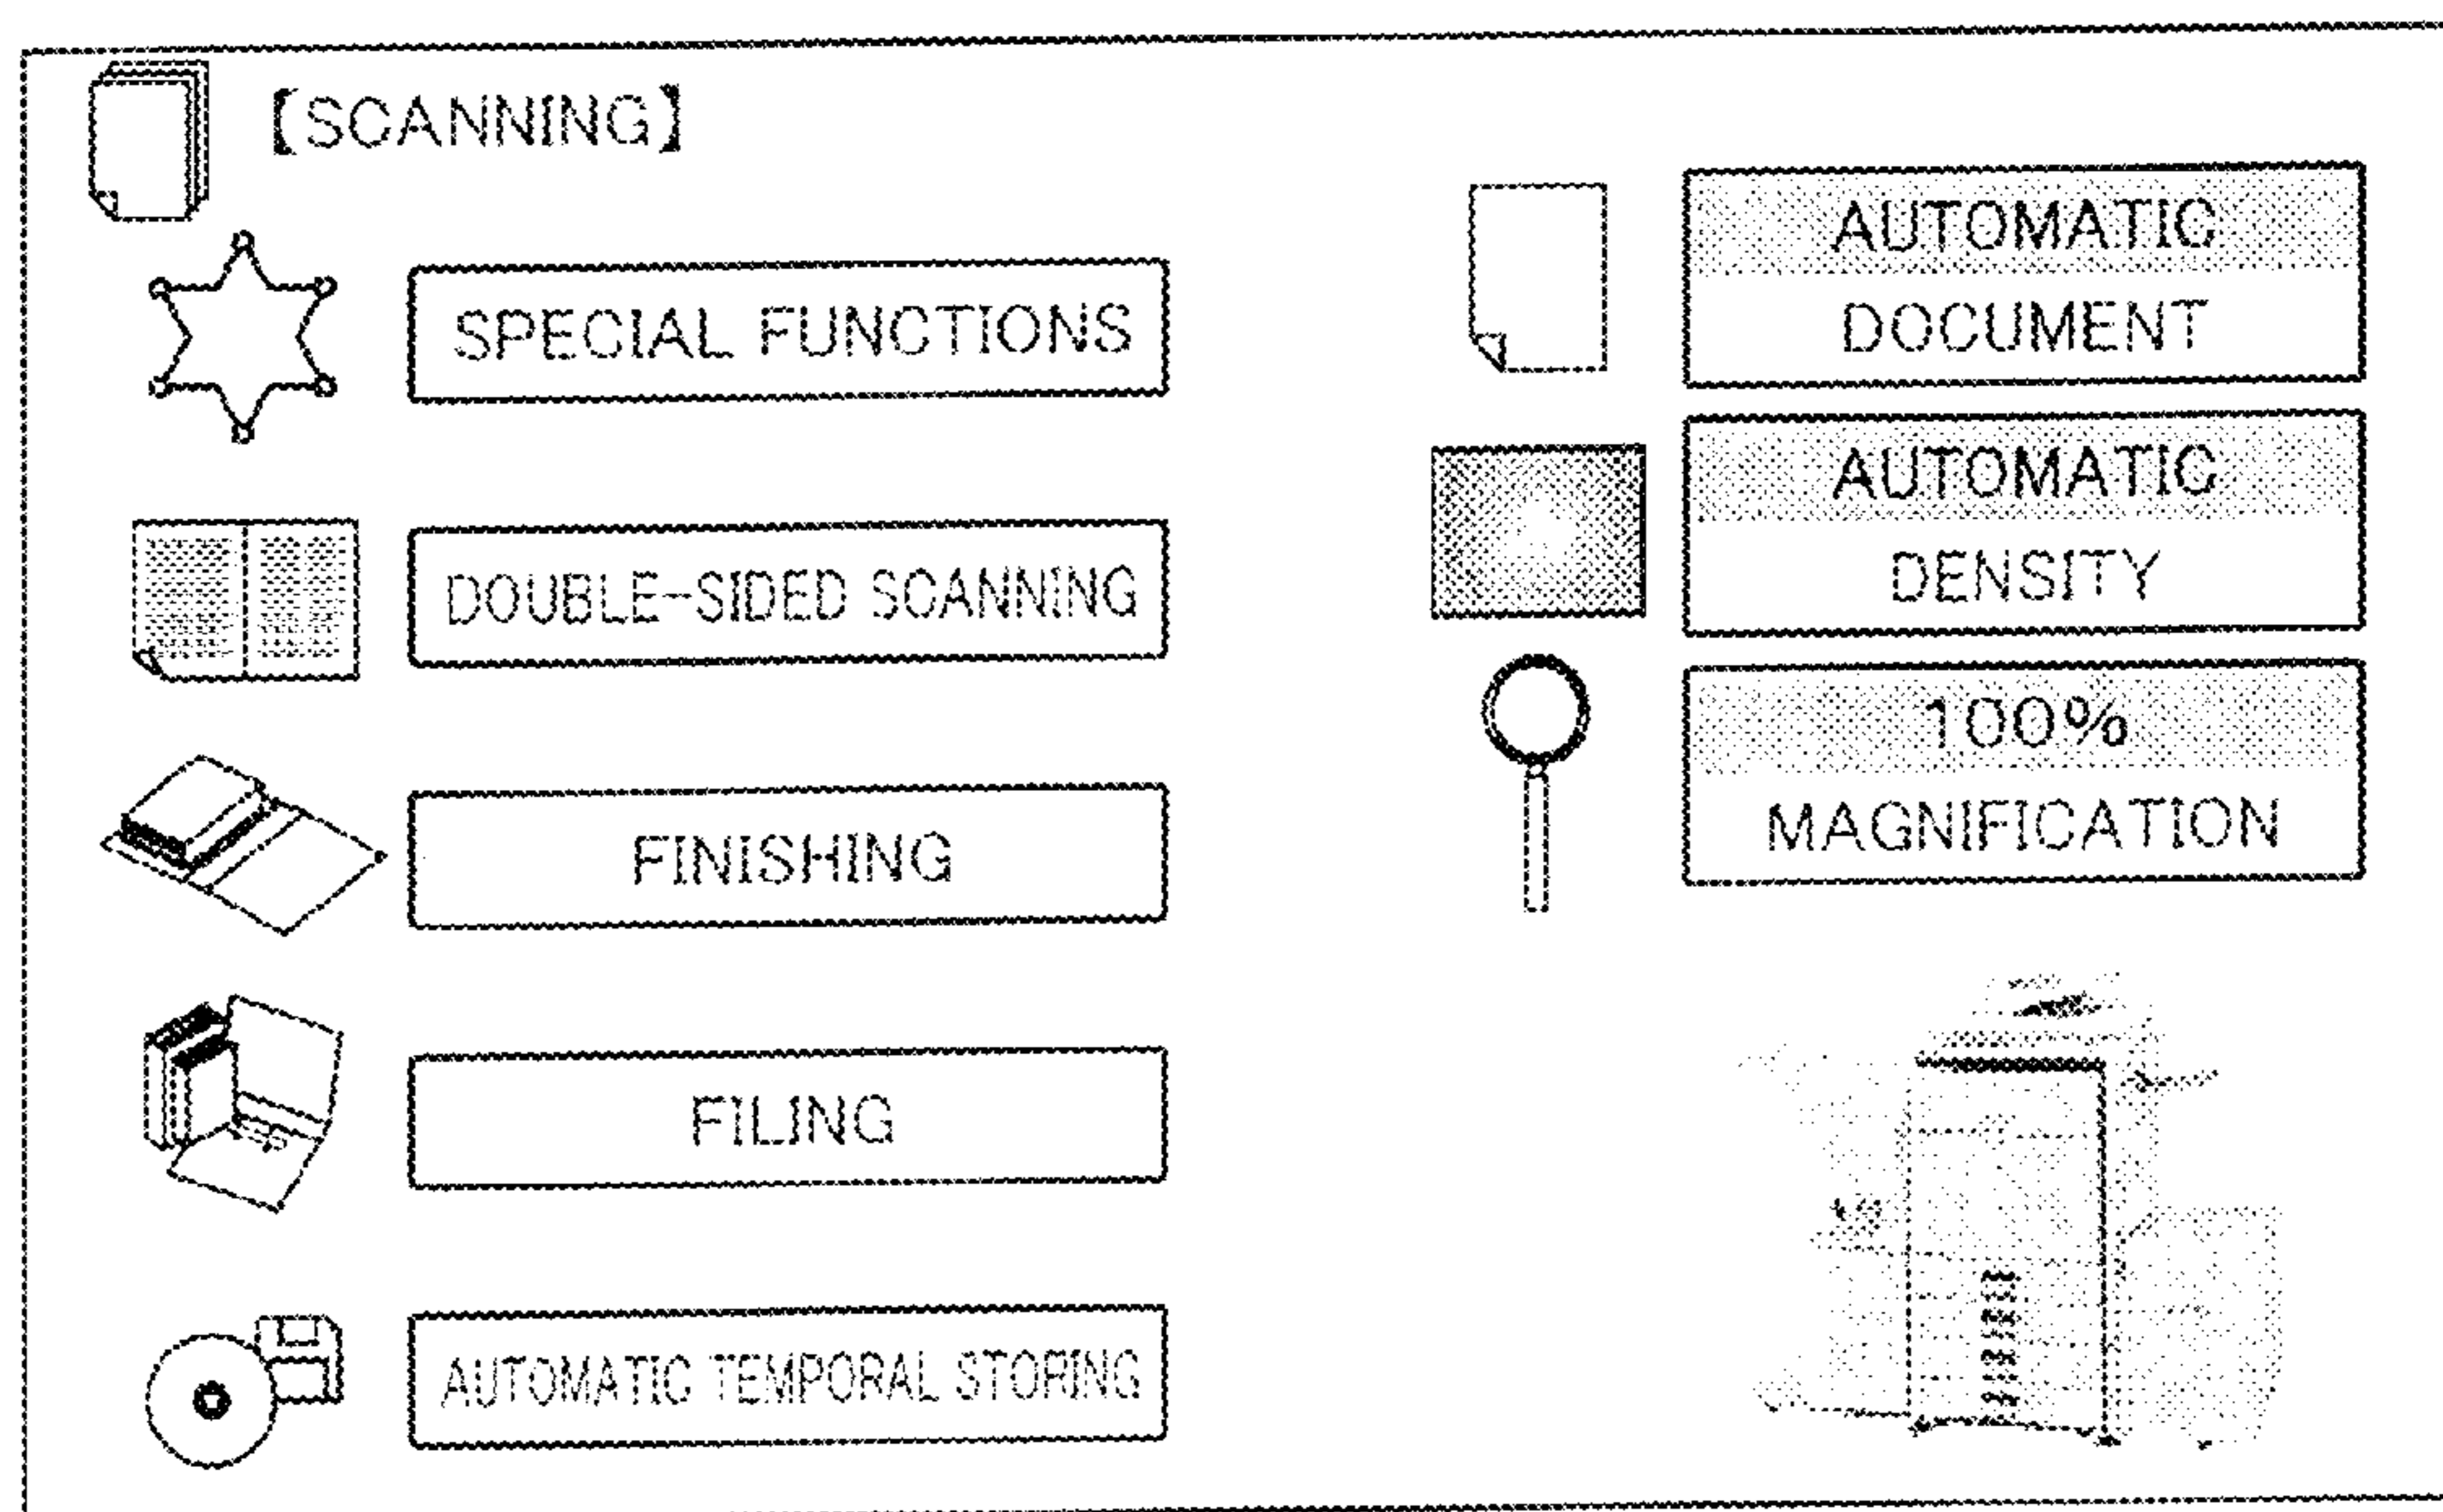 【SCANNING】
SPECIAL FUNCTIONS
DOUBLE-SIDED SCANNING
FINISHING
FILING
AUTOMATIC TEMPORAL STORING
AUTOMATIC
DOCUMENT
AUTOMATIC
DENSITY
100%
MAGNIFICATION